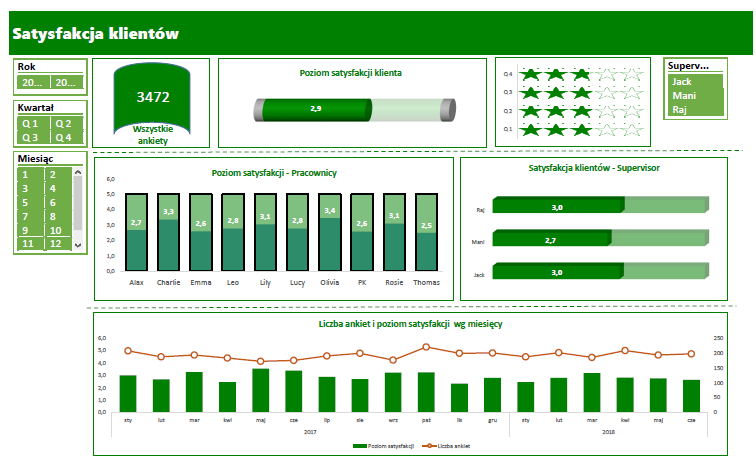 Satysfakcja klientów
Rok
20... 20...
Kwartał
Q 1 Q 2
Q 3 Q 4
Miesiąc
1 2
3 4
5 6
7 8
9 10
11 12
3472
Wszystkie
ankiety
Poziom satysfakcji klienta
2,9
Q,4
Q,3
Q,2
Q,1
Superv...
Jack
Mani
Raj
Poziom satysfakcji - Pracownicy
6,0
5,0
4,0
3,0
2,0
1,0
0,0
2,7 3,3 2,6 2,8 3,1 2,8 3,4 2,6 3,1 2,5
Alax Charlie Emma Leo Lily Lucy Olivia PK Rosie Thomas
Satysfakcja klientów - Supervisor
Raj 3,0
Mani 2,7
Jack 3,0
Liczba ankiet i poziom satysfakcji wg miesięcy
6,0 250
5,0 200
4,0
3,0 150
2,0 100
1,0 50
0,0 0
sty lut mar kwi maj cze lip sie wrz paź lis gru sty lut mar kwi maj cze
2017 2018
Poziom satysfakcji Liczba ankiet